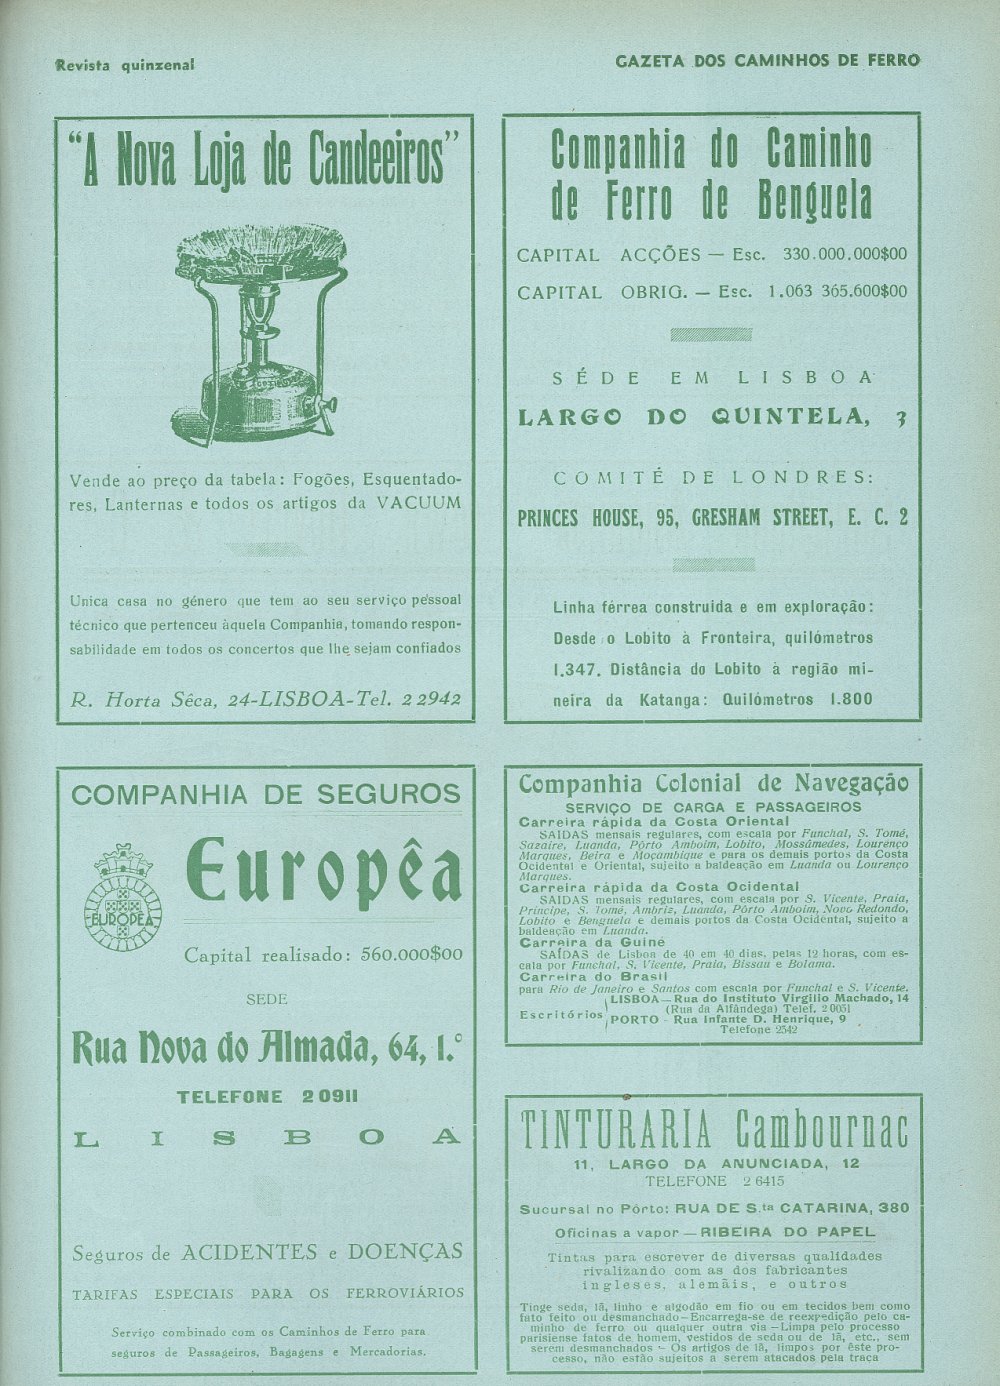 Revista quinzenal
GAZETA DOS CAMINHOS DE FERRO
“A Nova Loja de Candeeiros”
Vende ao preço da tabela: Fogões, Esquentado-
res, Lanternas e todos os artigos da VACUUM
Unica casa no género que tem ao seu serviço pessoal
técnico que pertenceu àquela Companhia, tomando respon-
sabilidade em todos os concertos que lhe sejam confiados
R. Horta Sêca, 24-LISBOA-Tel. 2 2942
Companhia do Caminho
de Ferro de Benguela
CAPITAL ACÇÕES — Esc. 330.000.000$00
CAPITAL OBRIG. — Esc. 1.063 365.600$00
SÉDE EM LISBOA
LARGO DO QUINTELA, 3
COMITÉ DE LONDRES:
PRINCES HOUSE, 95, GRESHAM STREET, E. C. 2
Linha férrea construida e em exploração:
Desde o Lobito à Fronteira, quilómetros
1.347. Distância do Lobito à região mi-
neira da Katanga: Quilómetros 1.800
COMPANHIA DE SEGUROS
Européa
EUROPÊA
Capital realisado: 560.000$00
SEDE
Rua Nova do Almada, 64, 1.º
TELEFONE 2 0911
LISBOA
Seguros de ACIDENTES e DOENÇAS
TARIFAS ESPECIAIS PARA OS FERROVIÁRIOS
Serviço combinado com os Caminhos de Ferro para
seguros de Passageiros, Bagagens e Mercadorias.
Companhia Colonial de Navegação
SERVIÇO DE CARGA E PASSAGEIROS
Carreira rápida da Costa Oriental
SAIDAS mensais regulares, com escala por Funchal, S. Tomé,
Sazaire, Luanda, Pôrto Amboim, Lobito, Mossâmedes, Lourenço
Marques, Beira e Moçambique e para os demais portos da Costa
Ocidental e Oriental, sujeito a baldeação em Luanda ou Lourenço
Marques.
Carreira rápida da Costa Ocidental
SAIDAS mensais regulares, com escala por S. Vicente, Praia,
Principe, S. Tomé, Ambriz, Luanda, Pôrto Amboim, Novo Redondo,
Lobito e Benguela e demais portos da Costa Ocidental, sujeito a
baldeação em Luanda.
Carreira da Guiné
SAÍDAS de Lisboa de 40 em 40 dias, pelas 12 horas, com es-
cala por Funchal, S. Vicente, Praia, Bissau e Bolama.
Carreira do Brasil
para Rio de Janeiro e Santos com escala por Funchal e S. Vicente.
Escritórios
LISBOA—Rua do Instituto Virgilio Machado, 14
(Rua da Alfândega) Telef. 2 0051
PORTO - Rua Infante D. Henrique, 9
Telefone 2342
TINTURARIA Cambournac
11, LARGO DA ANUNCIADA, 12
TELEFONE 2 6415
Sucursal no Pôrto: RUA DE S.ta CATARINA, 380
Oficinas a vapor — RIBEIRA DO PAPEL
Tintas para escrever de diversas qualidades
rivalizando com as dos fabricantes
ingleses, alemãis, e outros
Tinge seda, lã, linho e algodão em fio ou em tecidos bem como
fato feito ou desmanchado—Encarrega-se de reexpedição pelo ca-
minho de ferro ou qualquer outra via—Limpa pelo processo
parisiense fatos de homem, vestidos de seda ou de lã, etc., sem
serem desmanchados — Os artigos de lã, limpos por êste pro-
cesso, não estão sujeitos a serem atacados pela traça